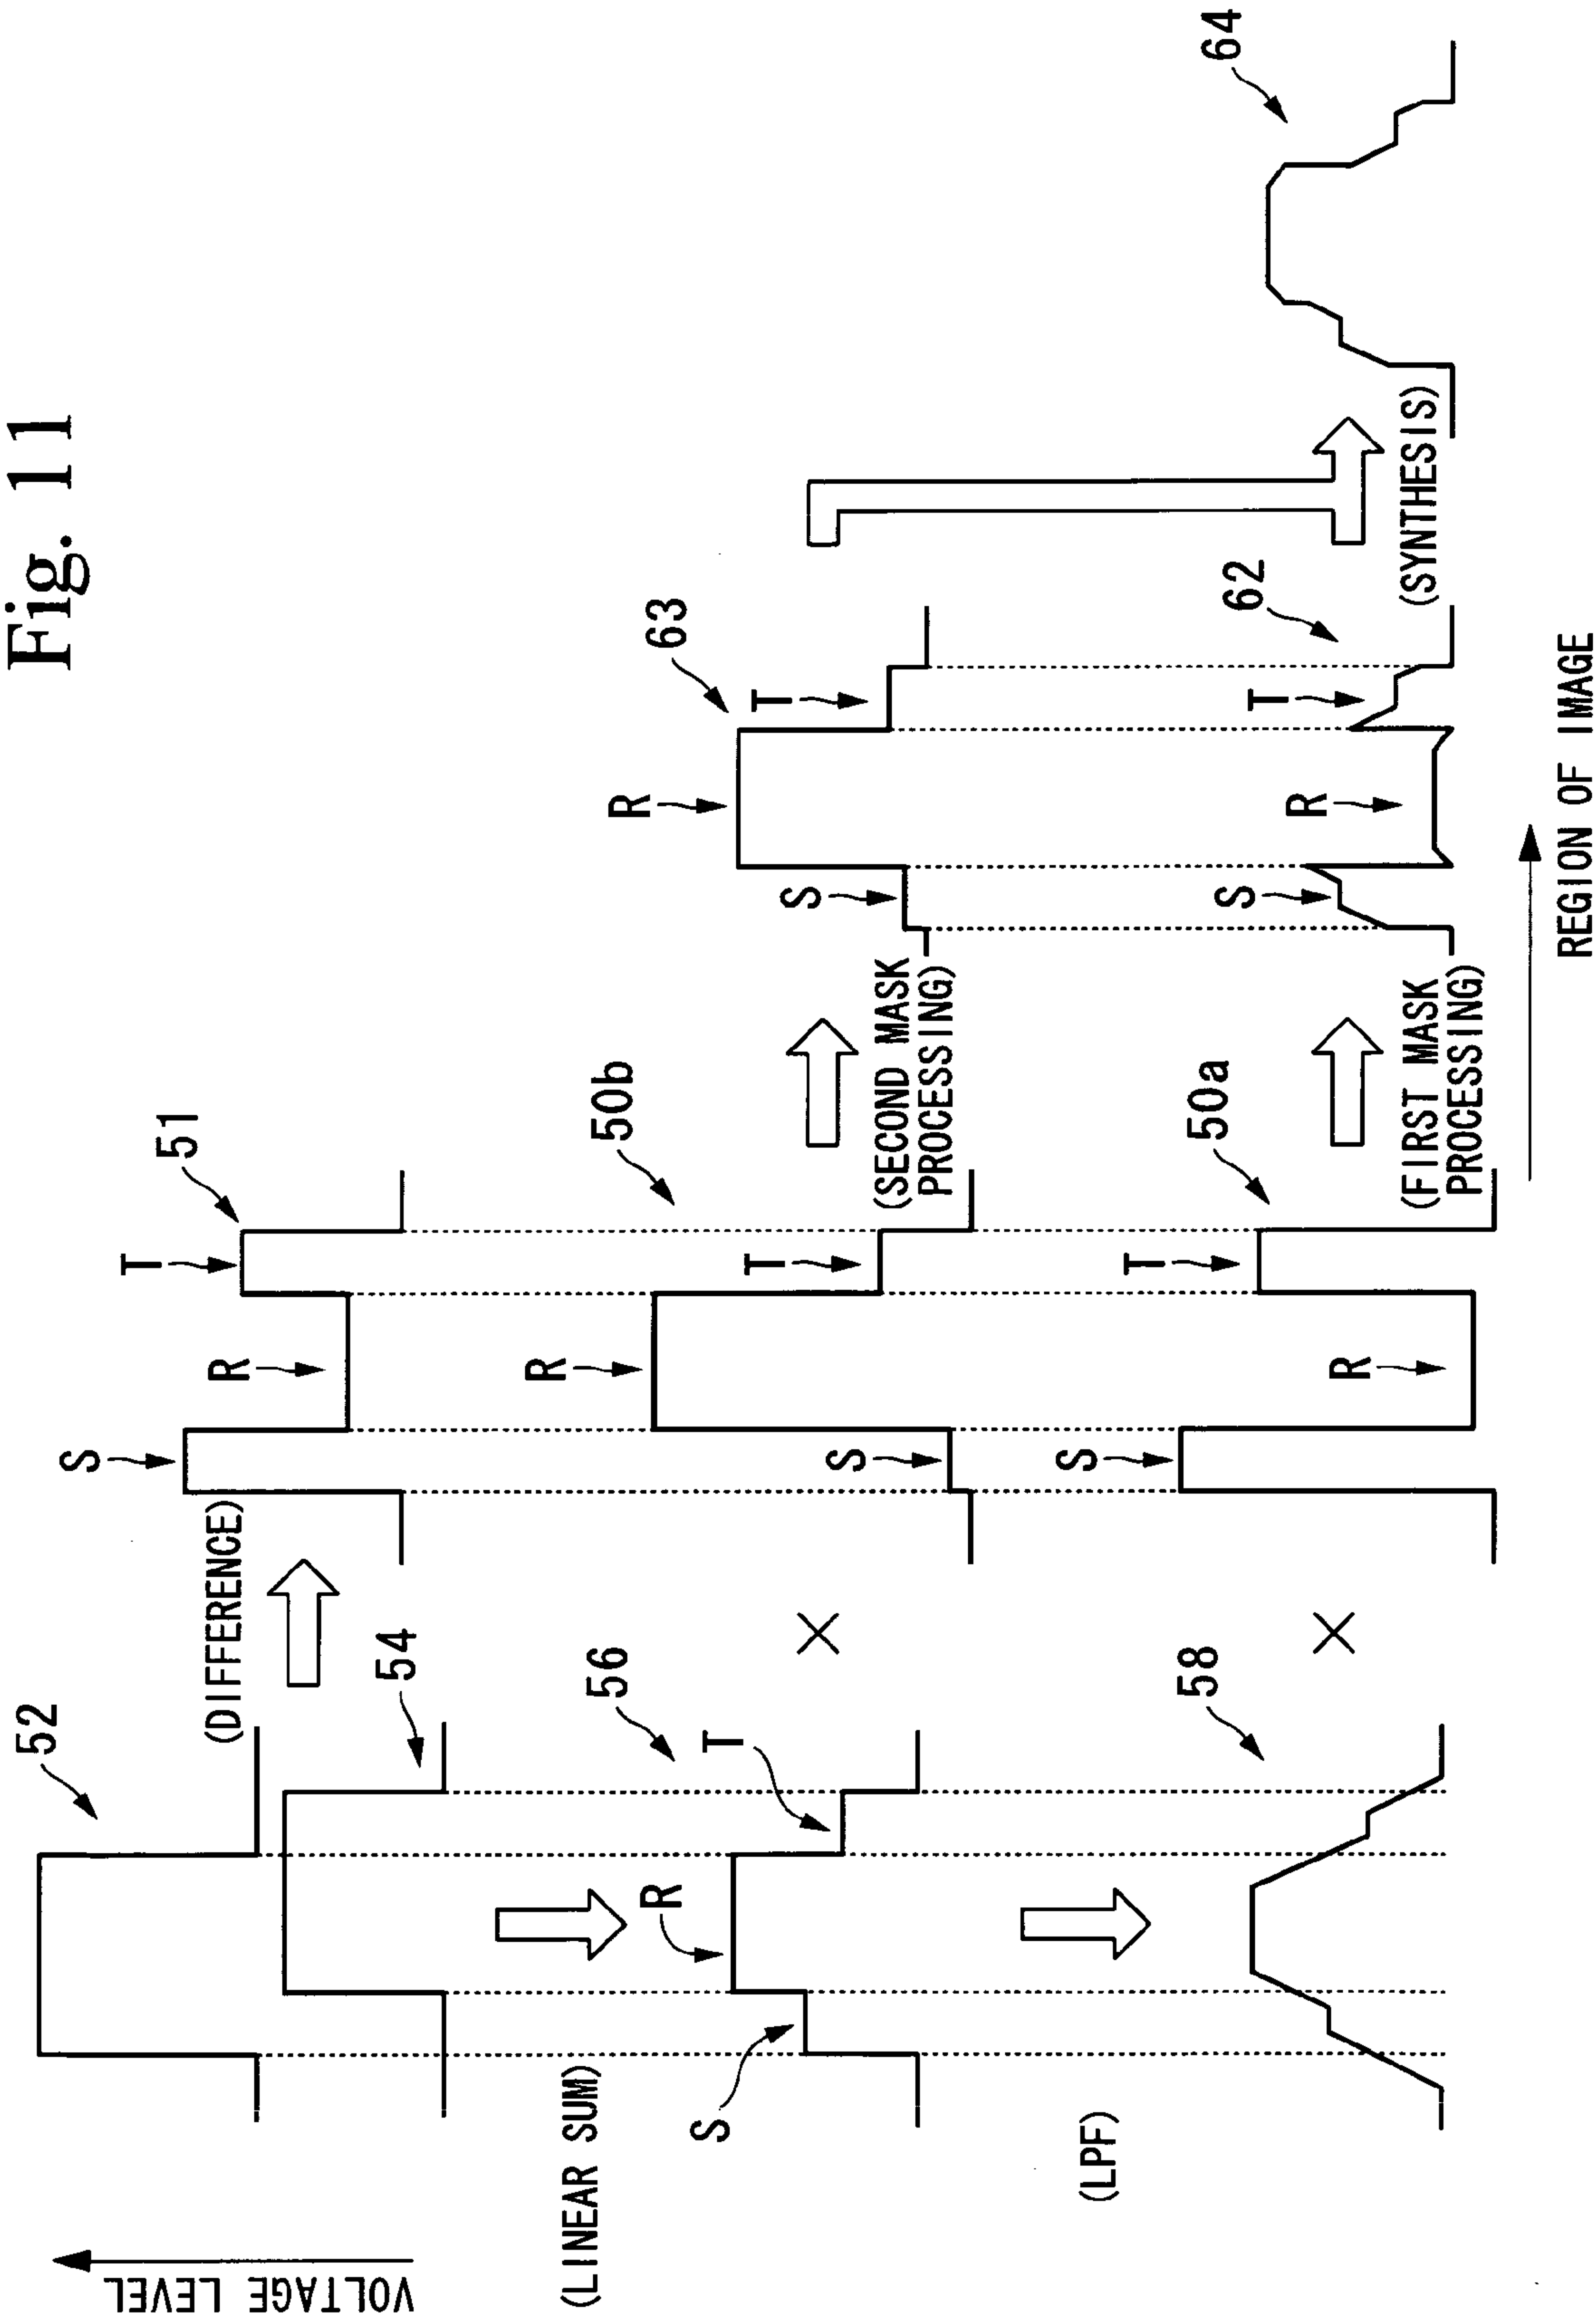 Fig. 11
VOLTAGE LEVEL
52
(DIFFERENCE)
54
(LINEAR SUM)
56
S
R
T
(LPF)
58
51
S
R
T
50b
S
R
T
50a
S
R
T
(SECOND MASK
PROCESSING)
(FIRST MASK
PROCESSING)
63
S
R
T
62
S
R
T
(SYNTHESIS)
64
REGION OF IMAGE